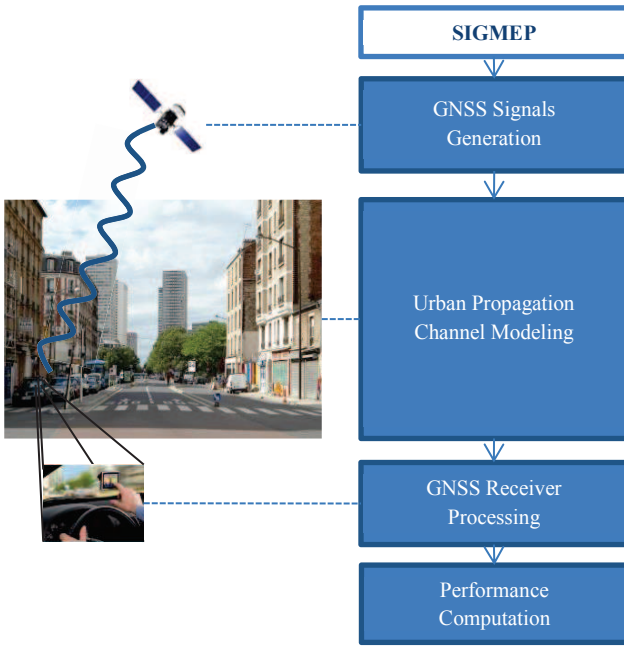 SIGMEP
GNSS Signals
Generation
Urban Propagation
Channel Modeling
GNSS Receiver
Processing
Performance
Computation